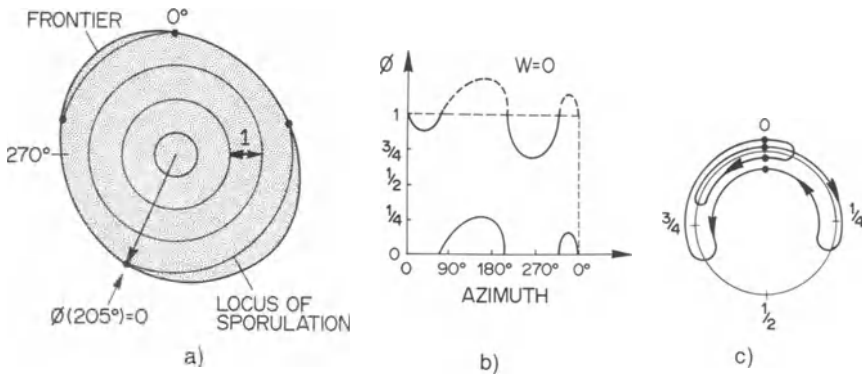 FRONTIER
0°
1
270°
ø(205°)=0
LOCUS OF
SPORULATION
a)
ø
W=0
1
3/4
1/2
1/4
0
0 90° 180° 270° 0°
AZIMUTH
b)
0
3/4
1/4
1/2
c)